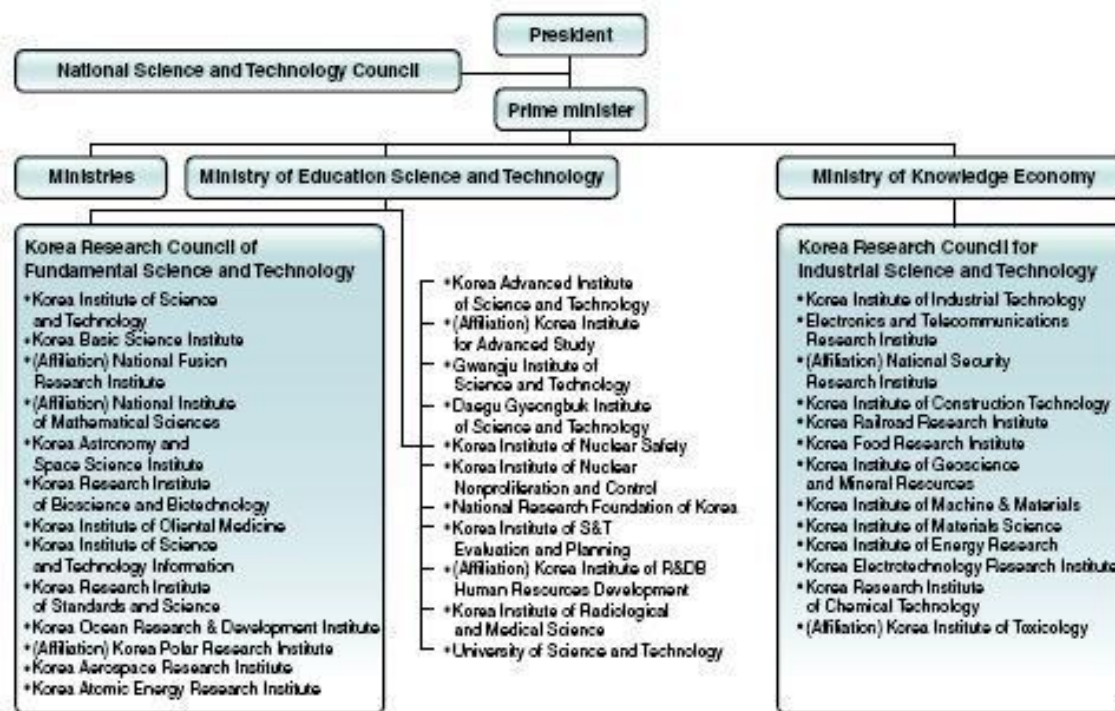 President
National Science and Technology Council
Prime minister
Ministries
Ministry of Education Science and Technology
Ministry of Knowledge Economy
Korea Research Council of
Fundamental Science and Technology
•Korea Institute of Science
and Technology
•Korea Basic Science Institute
•(Affiliation) National Fusion
Research Institute
•(Affiliation) National Institute
of Mathematical Sciences
•Korea Astronomy and
Space Science Institute
•Korea Research Institute
of Bioscience and Biotechnology
•Korea Institute of Oliental Medicine
•Korea Institute of Science
and Technology Information
•Korea Research Institute
of Standards and Science
•Korea Ocean Research & Development Institute
•(Affiliation) Korea Polar Research Institute
•Korea Aerospace Research Institute
•Korea Atomic Energy Research Institute
•Korea Advanced Institute
of Science and Technology
•(Affiliation) Korea Institute
for Advanced Study
•Gwangju Institute of
Science and Technology
•Daegu Gyeongbuk Institute
of Science and Technology
•Korea Institute of Nuclear Safety
•Korea Institute of Nuclear
Nonproliferation and Control
•National Research Foundation of Korea
•Korea Institute of S&T
Evaluation and Planning
•(Affiliation) Korea Institute of R&DB
Human Resources Development
•Korea Institute of Radiological
and Medical Science
•University of Science and Technology
Korea Research Council for
Industrial Science and Technology
•Korea Institute of Industrial Technology
•Electronics and Telecommunications
Research Institute
•(Affiliation) National Security
Research Institute
•Korea Institute of Construction Technology
•Korea Railroad Research Institute
•Korea Food Research Institute
•Korea Institute of Geoscience
and Mineral Resources
•Korea Institute of Machine & Materials
•Korea Institute of Materials Science
•Korea Institute of Energy Research
•Korea Electrotechnology Research Institute
•Korea Research Institute
of Chemical Technology
•(Affiliation) Korea Institute of Toxicology